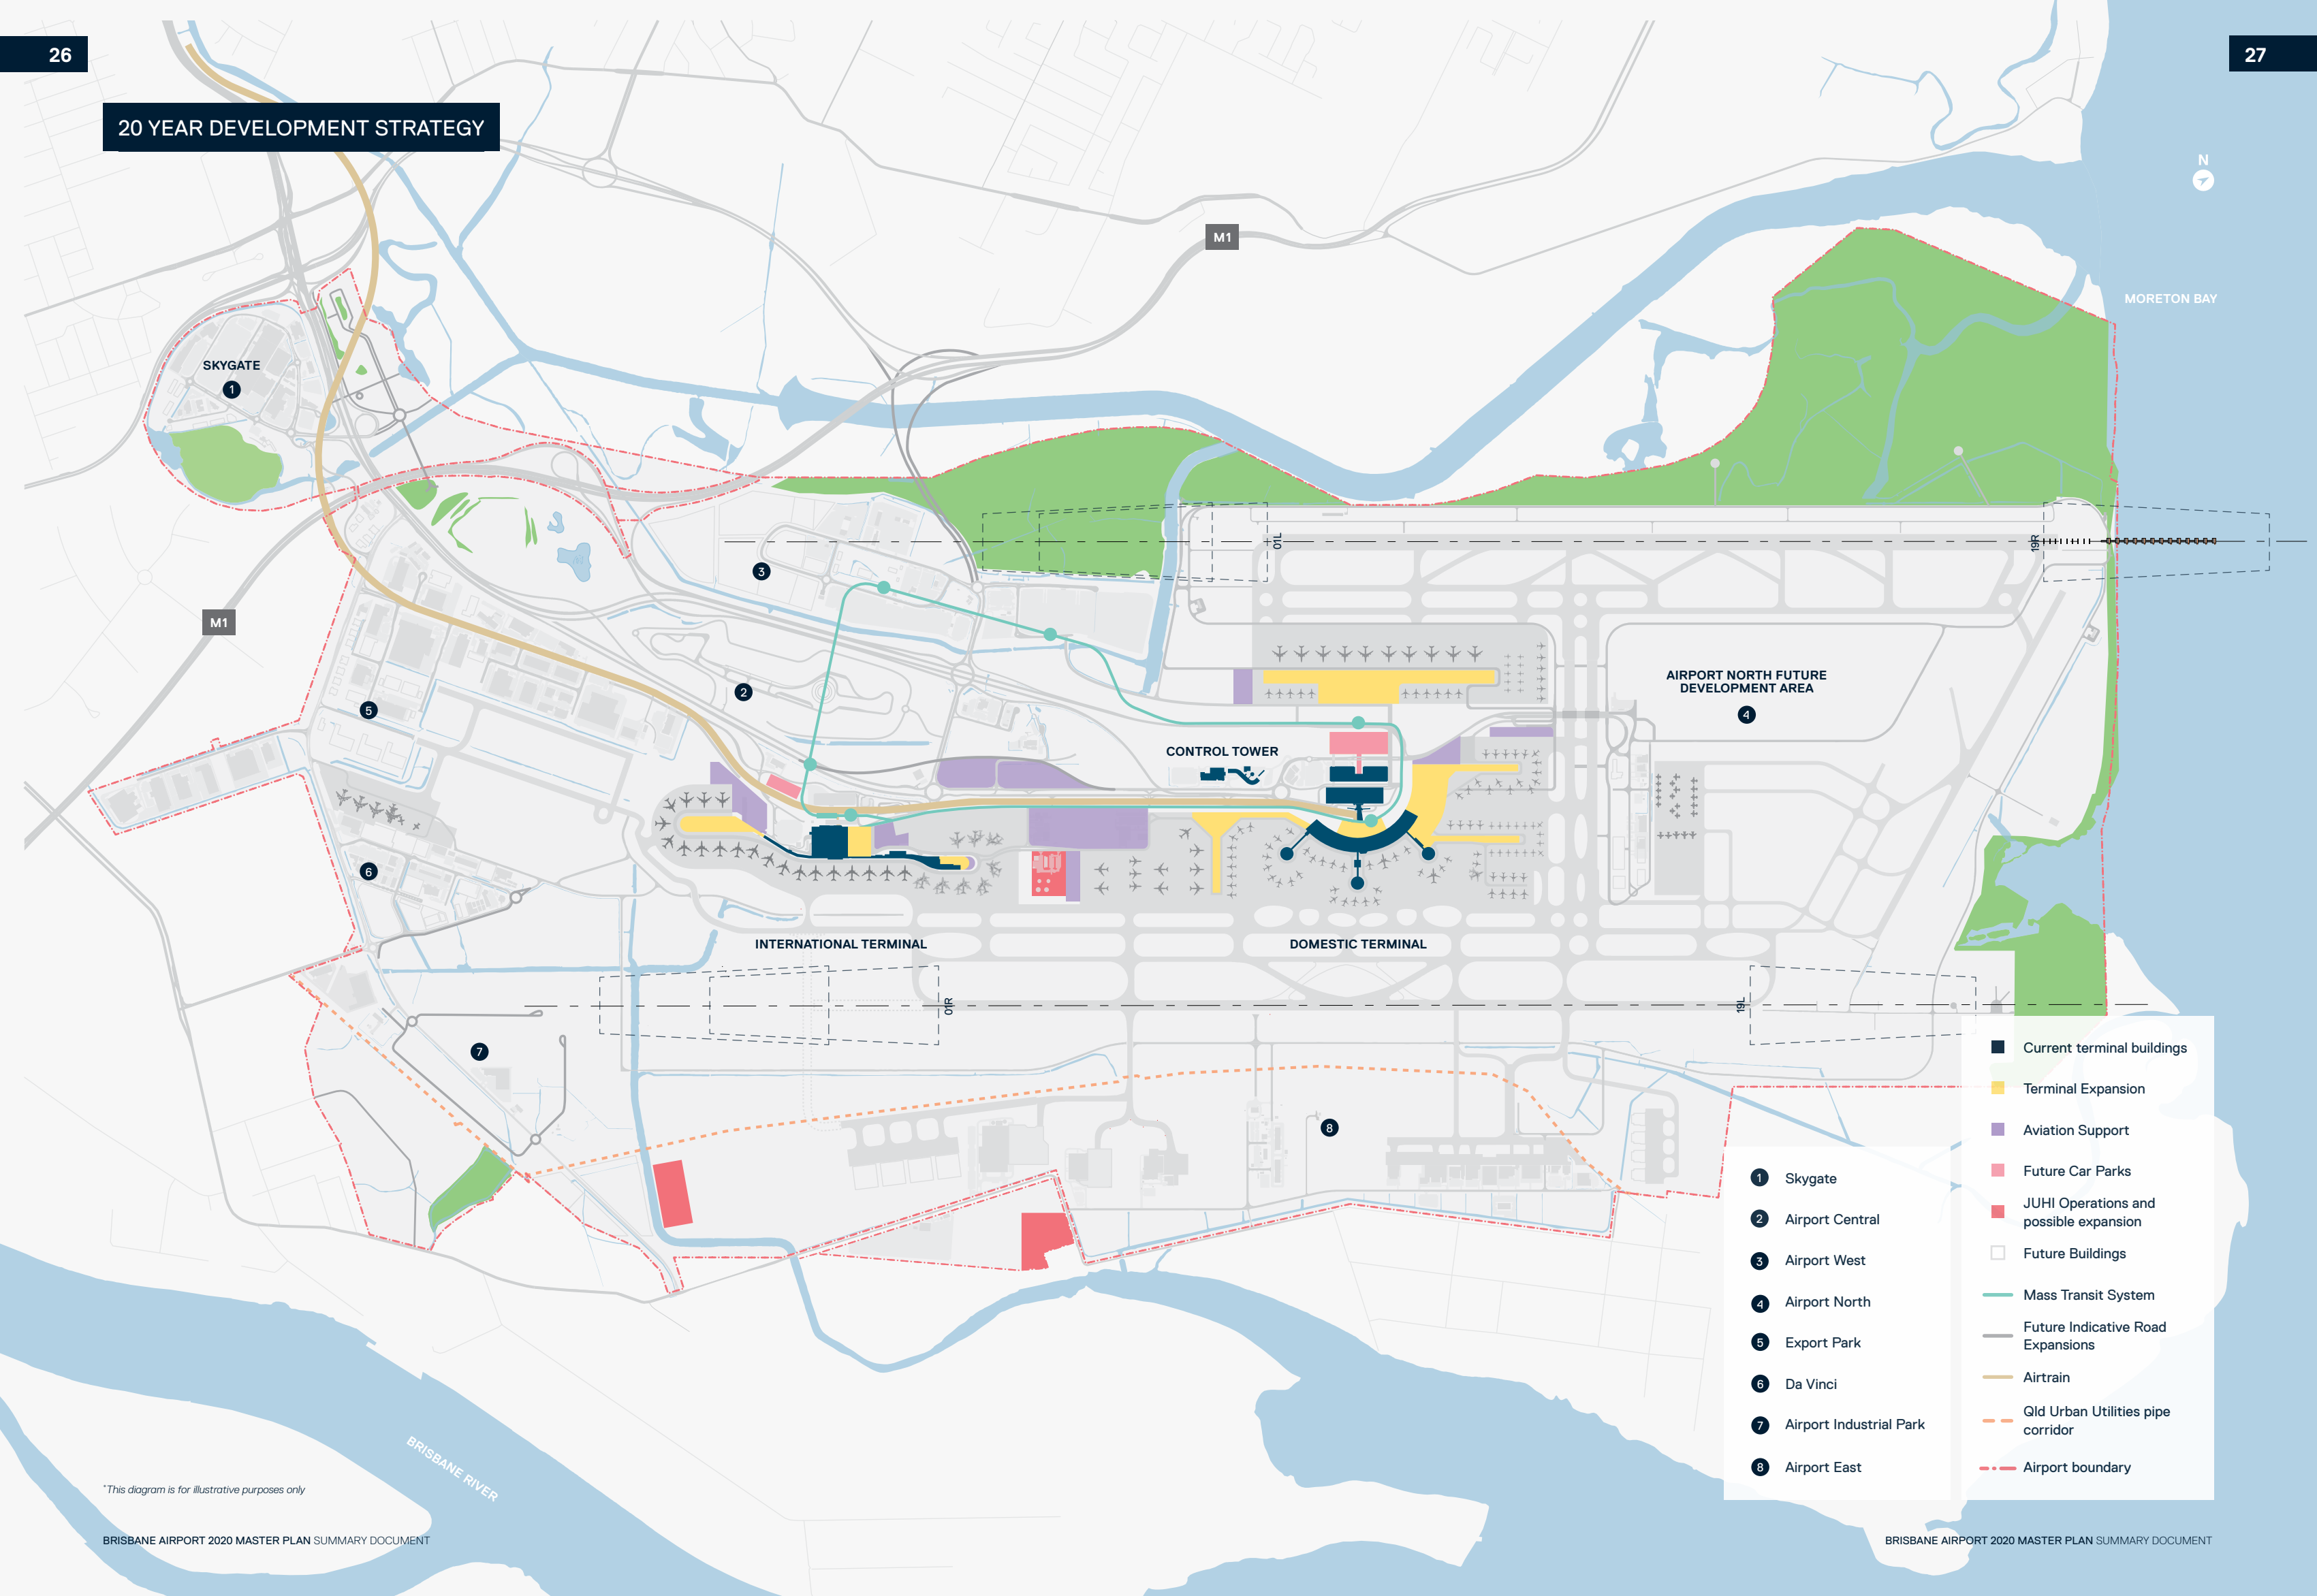 26
27
20 YEAR DEVELOPMENT STRATEGY
N
M1
MORETON BAY
SKYGATE
1
01L
19R
3
M1
2
5
AIRPORT NORTH FUTURE
DEVELOPMENT AREA
4
CONTROL TOWER
6
INTERNATIONAL TERMINAL
DOMESTIC TERMINAL
01R
19L
7
8
Current terminal buildings
Terminal Expansion
Aviation Support
Future Car Parks
JUHI Operations and
possible expansion
Future Buildings
Mass Transit System
Future Indicative Road
Expansions
Airtrain
Qld Urban Utilities pipe
corridor
Airport boundary
1 Skygate
2 Airport Central
3 Airport West
4 Airport North
5 Export Park
6 Da Vinci
7 Airport Industrial Park
8 Airport East
BRISBANE RIVER
*This diagram is for illustrative purposes only
BRISBANE AIRPORT 2020 MASTER PLAN SUMMARY DOCUMENT
BRISBANE AIRPORT 2020 MASTER PLAN SUMMARY DOCUMENT